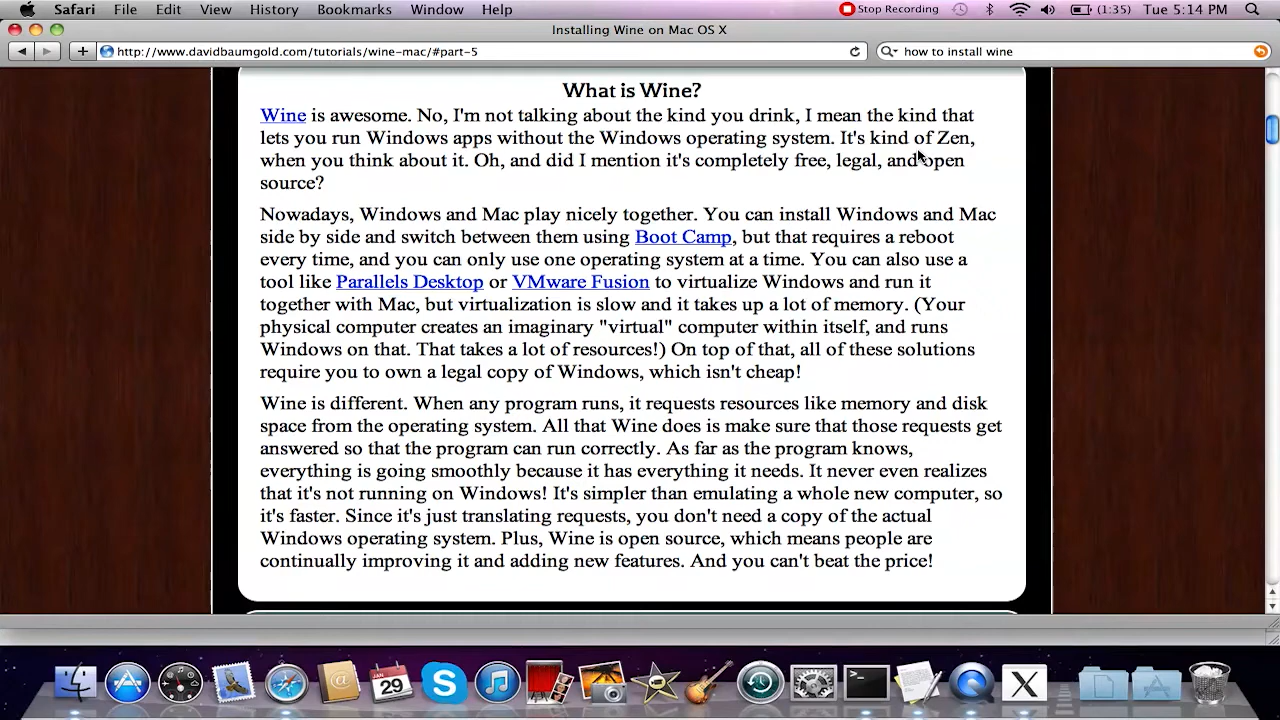 Safari File Edit View History Bookmarks Window Help Stop Recording (1:35) Tue 5:14 PM
Installing Wine on Mac OS X
http://www.davidbaumgold.com/tutorials/wine-mac/#part-5 how to install wine
What is Wine?
Wine is awesome. No, I'm not talking about the kind you drink, I mean the kind that
lets you run Windows apps without the Windows operating system. It's kind of Zen,
when you think about it. Oh, and did I mention it's completely free, legal, and open
source?
Nowadays, Windows and Mac play nicely together. You can install Windows and Mac
side by side and switch between them using Boot Camp, but that requires a reboot
every time, and you can only use one operating system at a time. You can also use a
tool like Parallels Desktop or VMware Fusion to virtualize Windows and run it
together with Mac, but virtualization is slow and it takes up a lot of memory. (Your
physical computer creates an imaginary "virtual" computer within itself, and runs
Windows on that. That takes a lot of resources!) On top of that, all of these solutions
require you to own a legal copy of Windows, which isn't cheap!
Wine is different. When any program runs, it requests resources like memory and disk
space from the operating system. All that Wine does is make sure that those requests get
answered so that the program can run correctly. As far as the program knows,
everything is going smoothly because it has everything it needs. It never even realizes
that it's not running on Windows! It's simpler than emulating a whole new computer, so
it's faster. Since it's just translating requests, you don't need a copy of the actual
Windows operating system. Plus, Wine is open source, which means people are
continually improving it and adding new features. And you can't beat the price!
29